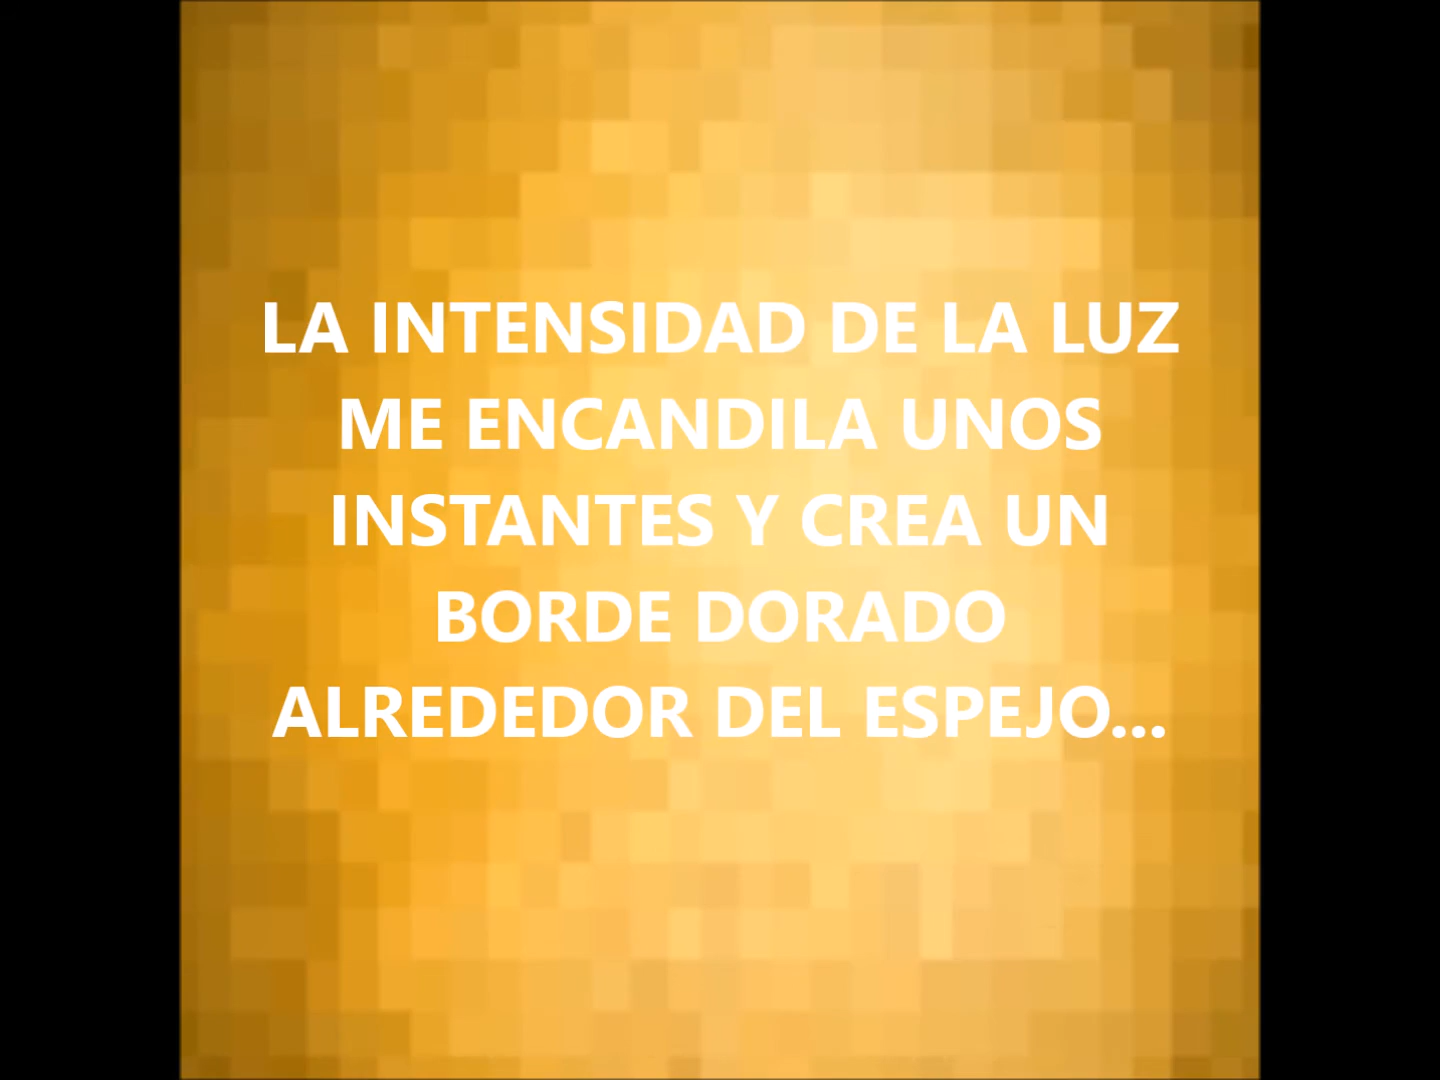 LA INTENSIDAD DE LA LUZ
ME ENCANDILA UNOS
INSTANTES Y CREA UN
BORDE DORADO
ALREDEDOR DEL ESPEJO...